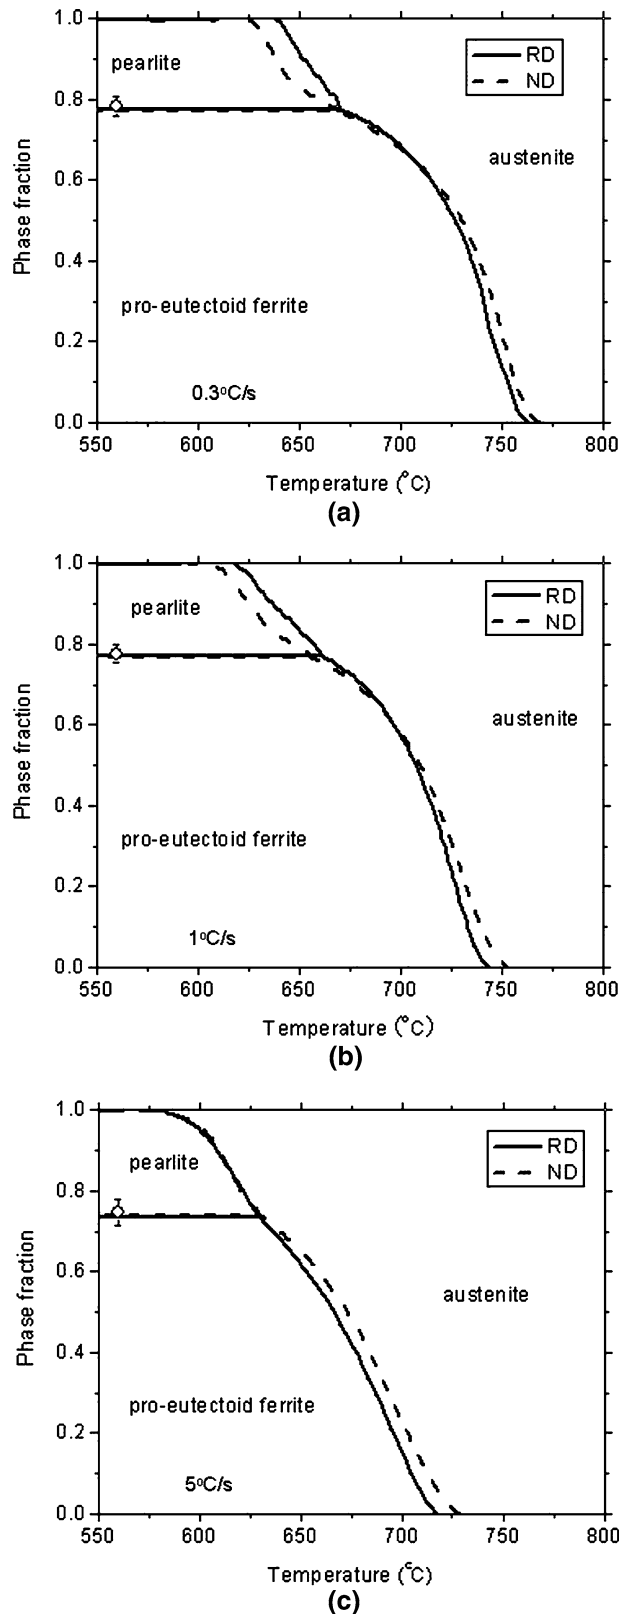 1.0
0.8
0.6
0.4
0.2
0.0
Phase fraction
pearlite
RD
ND
austenite
pro-eutectoid ferrite
0.3°C/s
550 600 650 700 750 800
Temperature (°C)
(a)
1.0
0.8
0.6
0.4
0.2
0.0
Phase fraction
pearlite
RD
ND
austenite
pro-eutectoid ferrite
1°C/s
550 600 650 700 750 800
Temperature (°C)
(b)
1.0
0.8
0.6
0.4
0.2
0.0
Phase fraction
pearlite
RD
ND
austenite
pro-eutectoid ferrite
5°C/s
550 600 650 700 750 800
Temperature (°C)
(c)